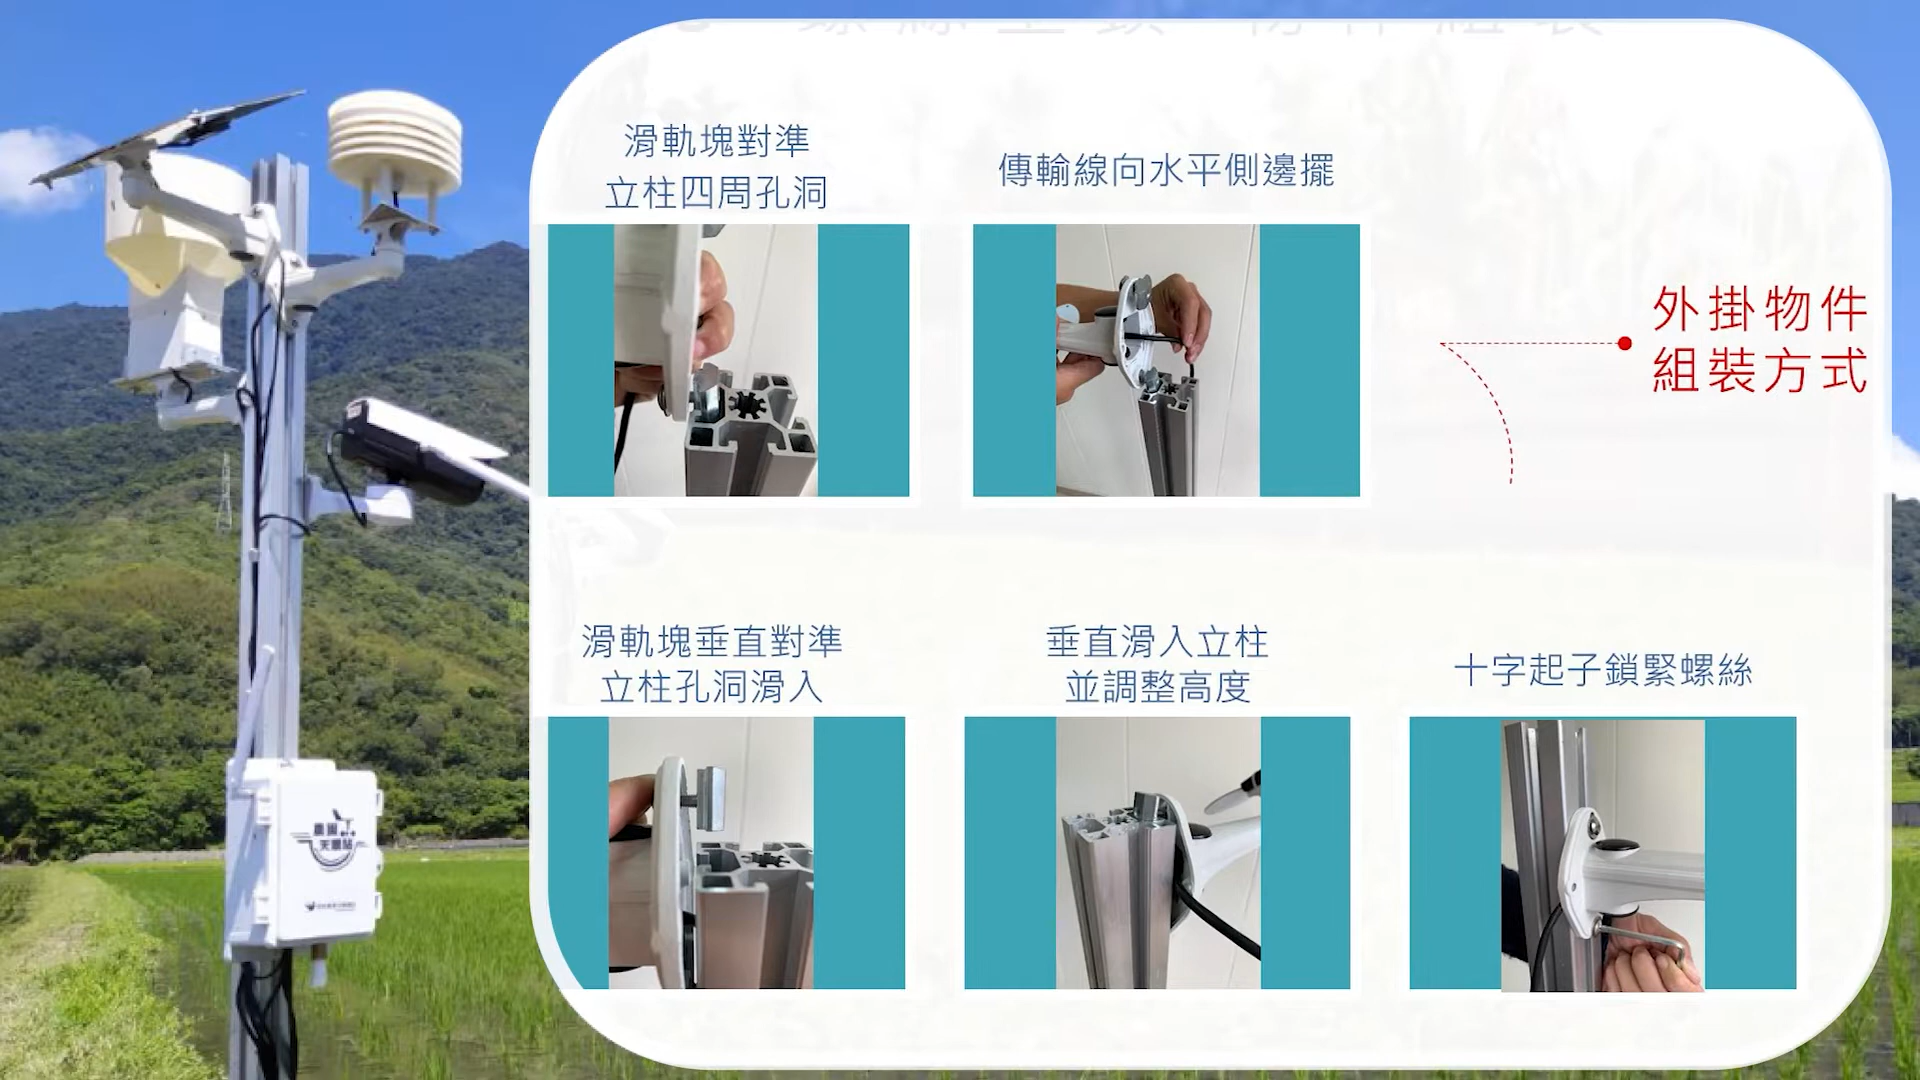 滑軌塊對準
立柱四周孔洞
傳輸線向水平側邊擺
外掛物件
組裝方式
滑軌塊垂直對準
立柱孔洞滑入
垂直滑入立柱
並調整高度
十字起子鎖緊螺絲